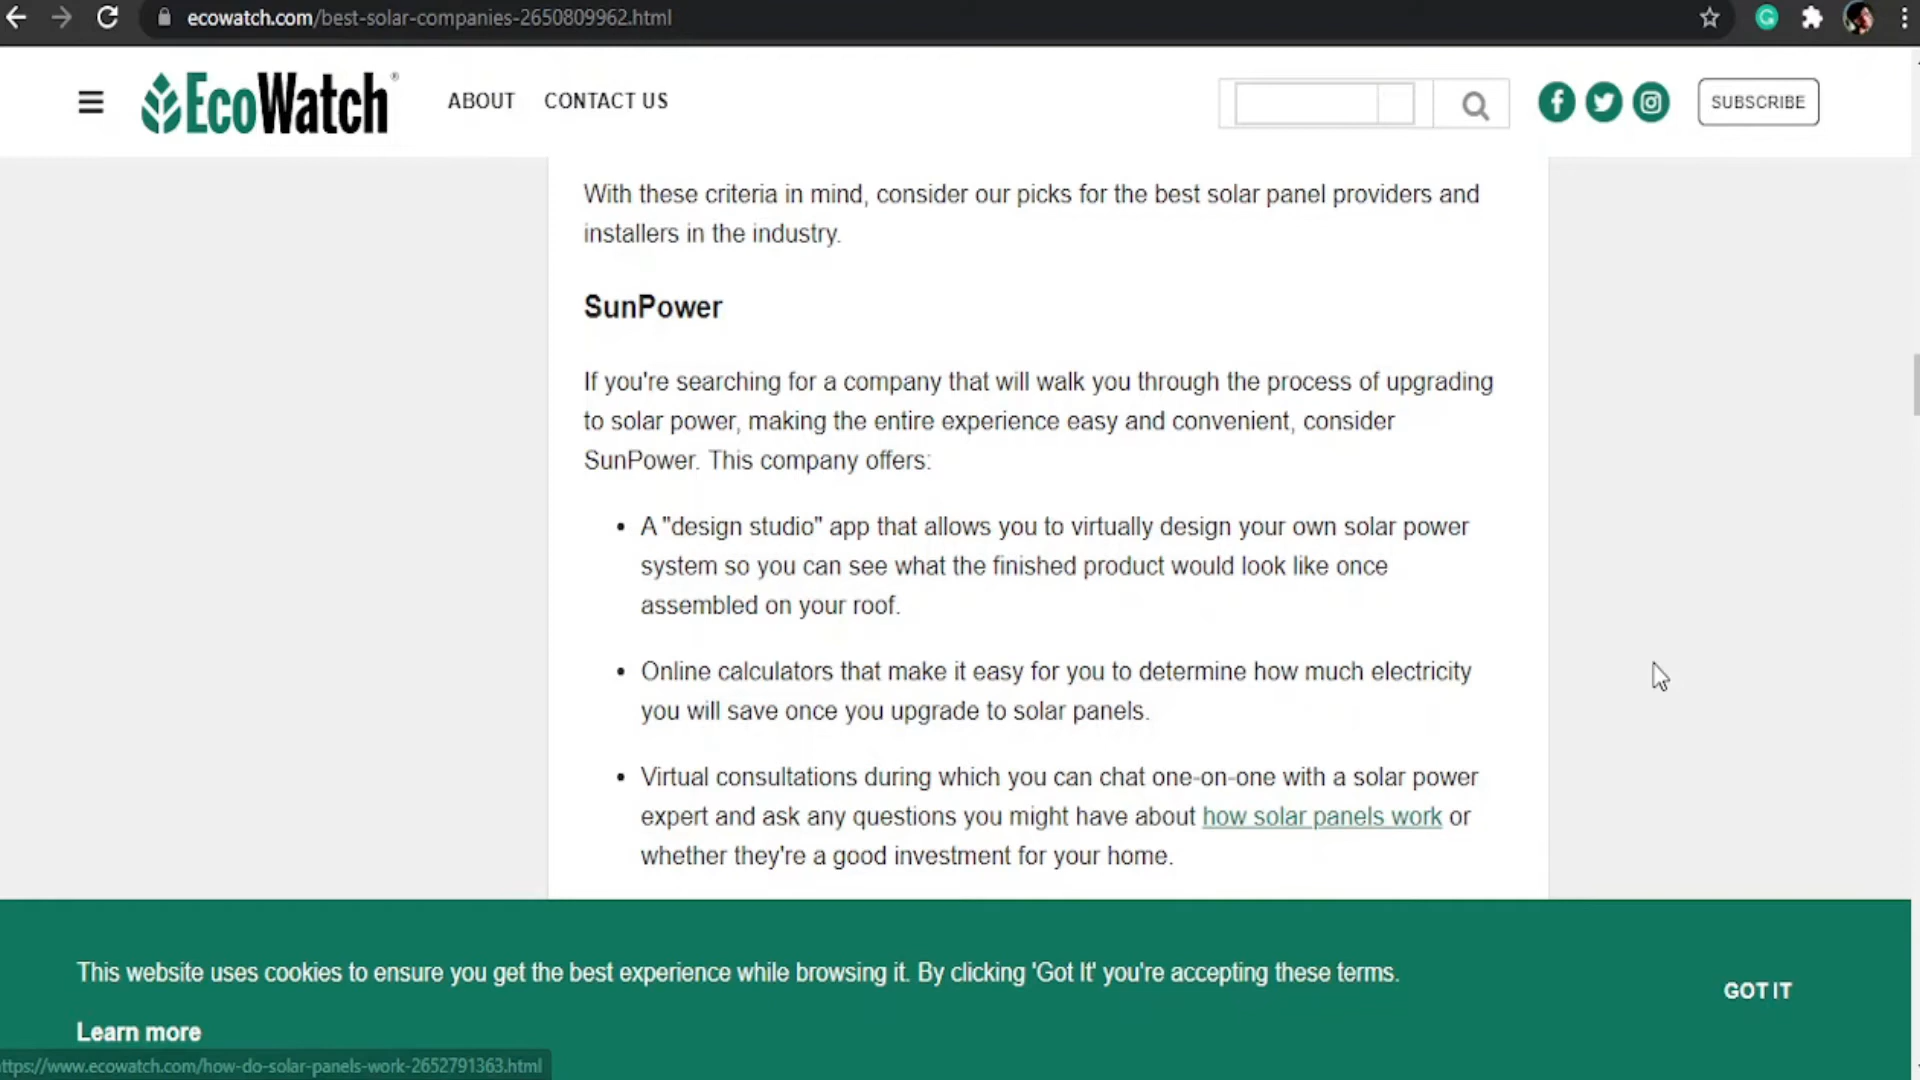 ecowatch.com/best-solar-companies-2650809962.html
EcoWatch®
ABOUT
CONTACT US
SUBSCRIBE
With these criteria in mind, consider our picks for the best solar panel providers and
installers in the industry.
SunPower
If you're searching for a company that will walk you through the process of upgrading
to solar power, making the entire experience easy and convenient, consider
SunPower. This company offers:
• A "design studio" app that allows you to virtually design your own solar power
system so you can see what the finished product would look like once
assembled on your roof.
• Online calculators that make it easy for you to determine how much electricity
you will save once you upgrade to solar panels.
• Virtual consultations during which you can chat one-on-one with a solar power
expert and ask any questions you might have about how solar panels work or
whether they're a good investment for your home.
This website uses cookies to ensure you get the best experience while browsing it. By clicking 'Got It' you're accepting these terms.
GOT IT
Learn more
ttps://www.ecowatch.com/how-do-solar-panels-work-2652791363.html